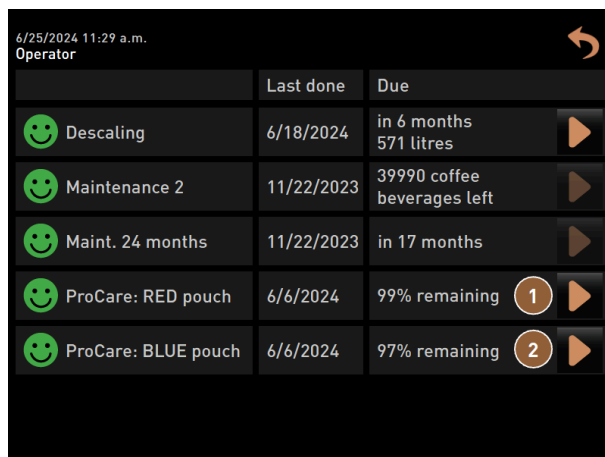 6/25/2024 11:29 a.m.
Operator
Last done Due
Descaling 6/18/2024 in 6 months
571 litres
Maintenance 2 11/22/2023 39990 coffee
beverages left
Maint. 24 months 11/22/2023 in 17 months
ProCare: RED pouch 6/6/2024 99% remaining 1
ProCare: BLUE pouch 6/6/2024 97% remaining 2